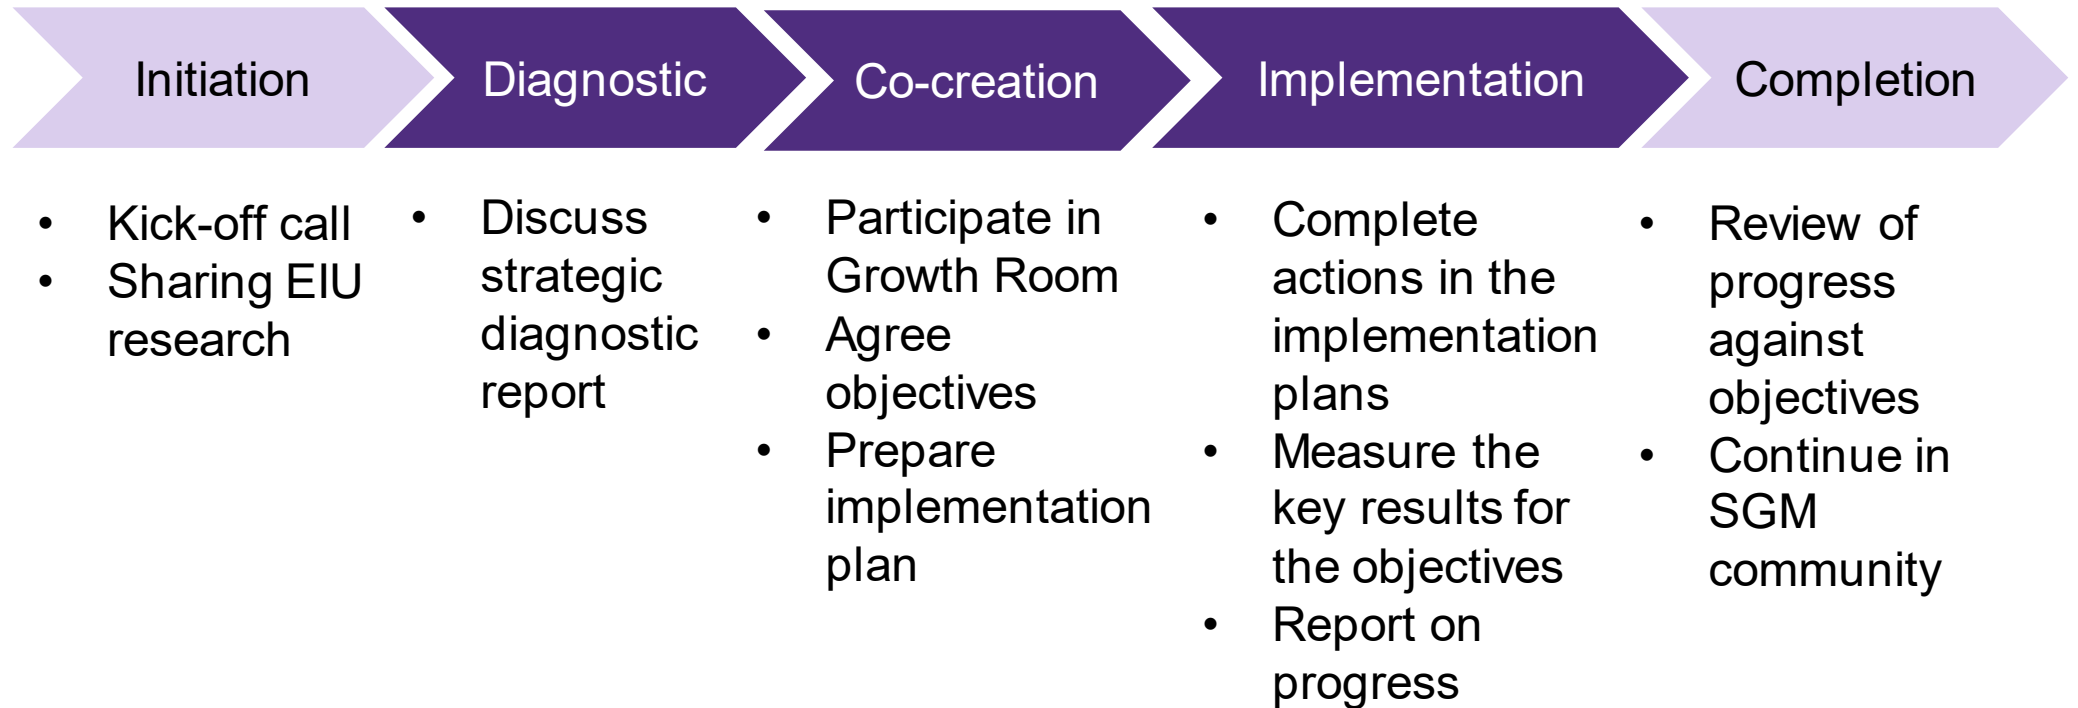 Initiation
Diagnostic
Co-creation
Implementation
Completion
• Kick-off call
• Sharing EIU
research
• Discuss
strategic
diagnostic
report
• Participate in
Growth Room
• Agree
objectives
• Prepare
implementation
plan
• Complete
actions in the
implementation
plans
• Measure the
key results for
the objectives
• Report on
progress
• Review of
progress
against
objectives
• Continue in
SGM
community